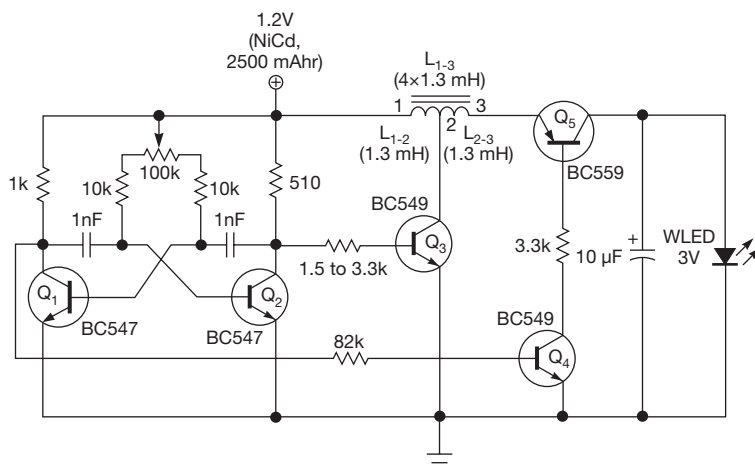 1.2V
(NiCd,
2500 mAhr)
L1-3
(4×1.3 mH)
1
2
3
L1-2
(1.3 mH)
L2-3
(1.3 mH)
Q5
BC559
1k
10k
100k
10k
510
1nF
1nF
BC549
Q3
1.5 to 3.3k
3.3k
10 µF
+
WLED
3V
Q1
BC547
Q2
BC547
82k
BC549
Q4